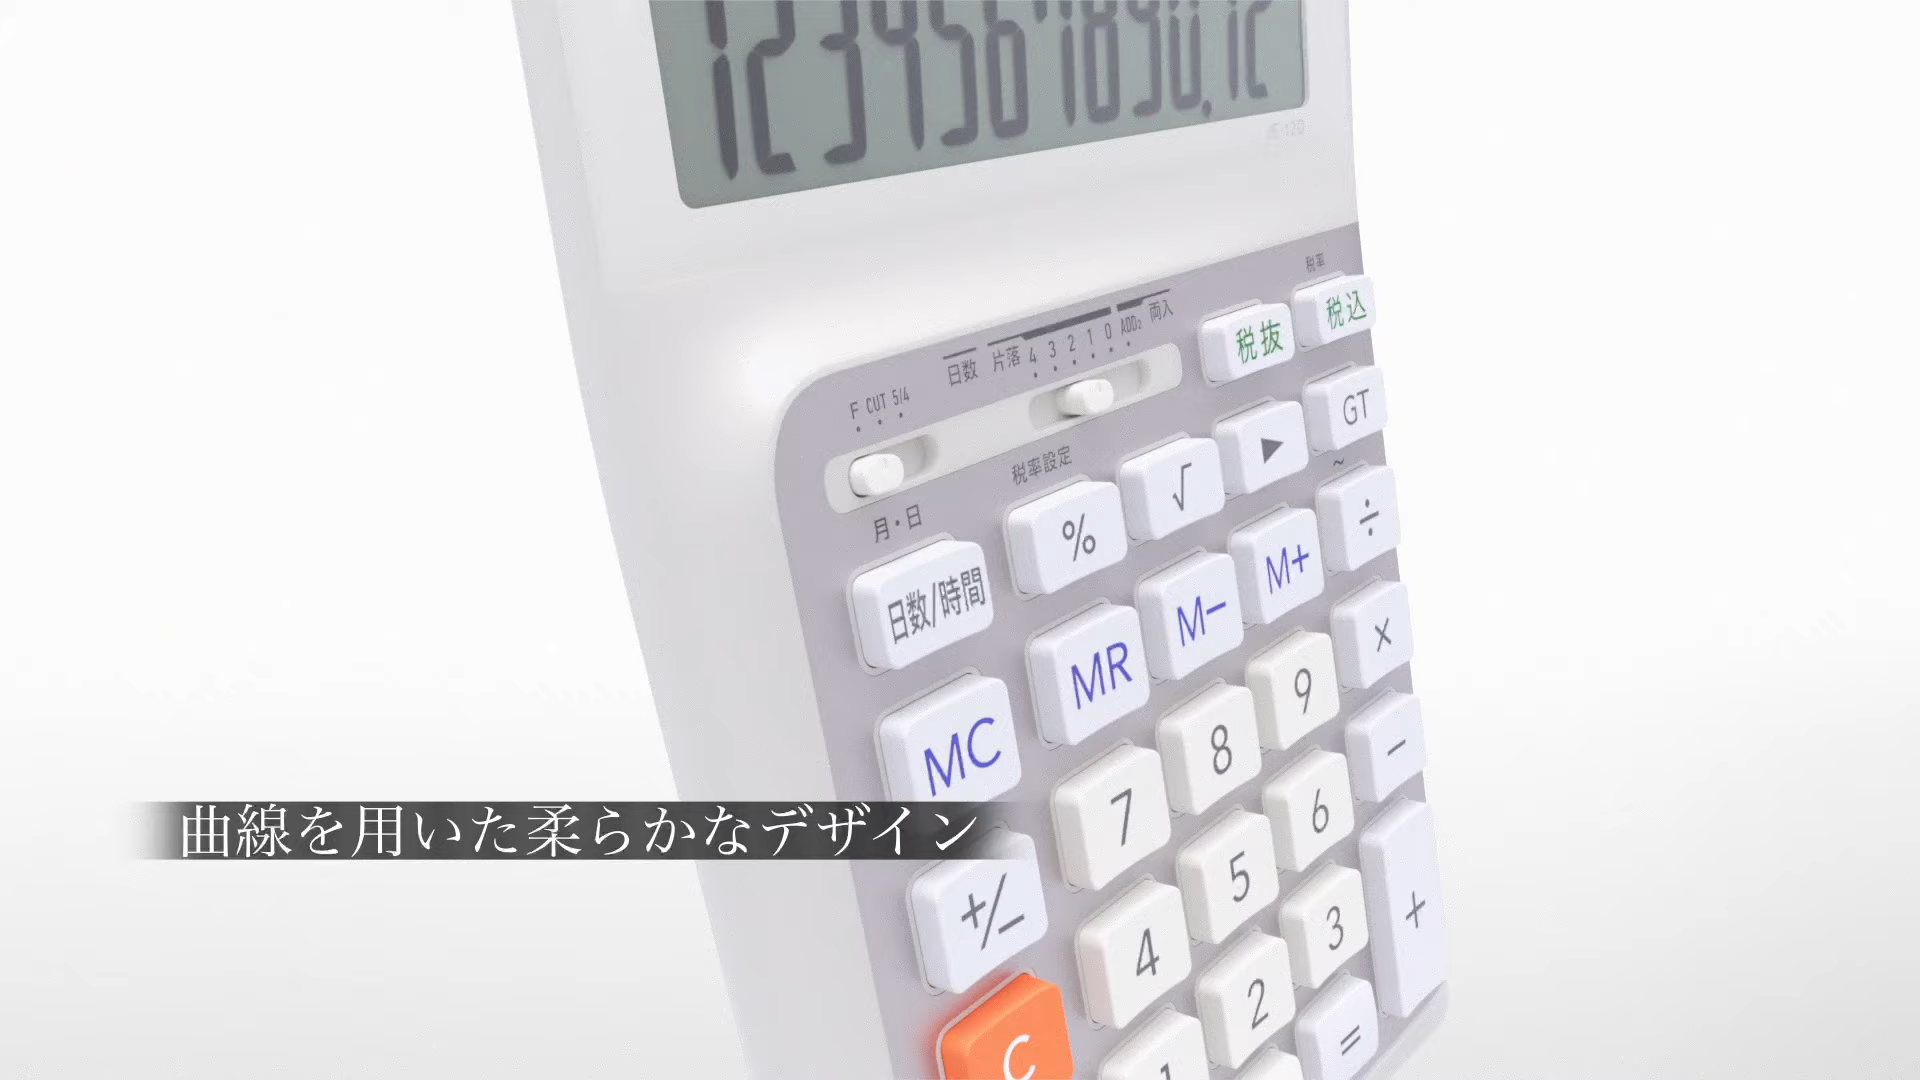 1234567890.12
JE-12D
税率
F CUT 5/4
日数 片落 4 3 2 1 0 ADD₂ 両入
税抜 税込
月・日
税率設定
% √ ▶ GT
日数/時間
MC MR M− M+ ÷
7 8 9 ×
+/− 4 5 6 −
C 1 2 3 +
=
曲線を用いた柔らかなデザイン